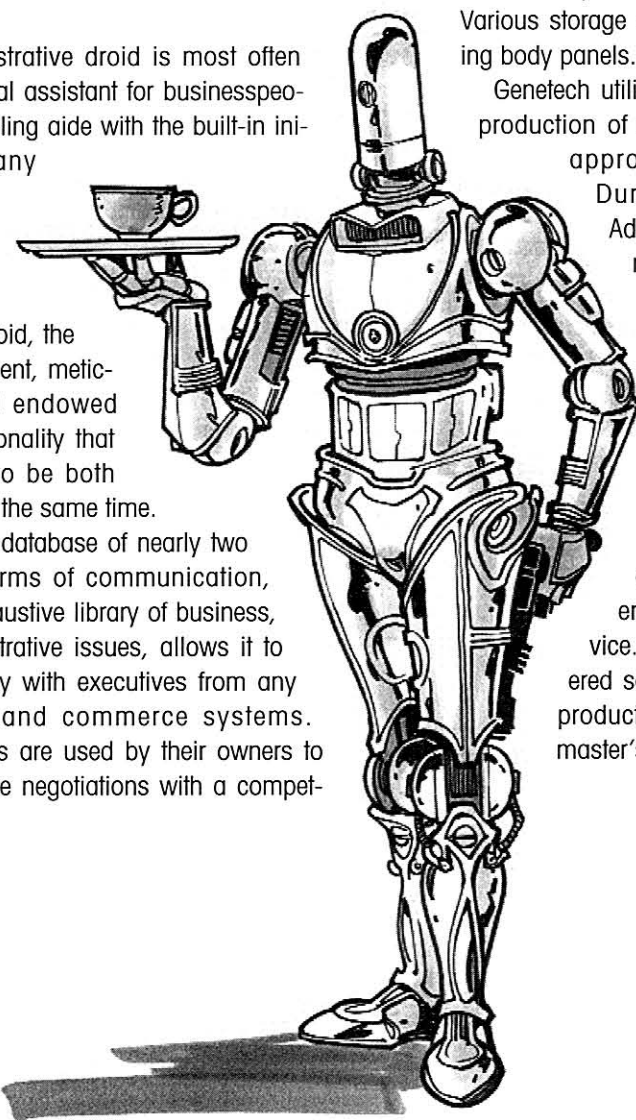 strative droid is most often
al assistant for businesspeo-
ling aide with the built-in ini-
any
oid, the
ent, metic-
endowed
onality that
o be both
the same time.
database of nearly two
rms of communication,
austive library of business,
strative issues, allows it to
y with executives from any
and commerce systems.
s are used by their owners to
e negotiations with a compet-
Various storage
ing body panels.
Genetech utili
production of
appro
Dur
Ad
r
er
vice.
ered s
product
master's